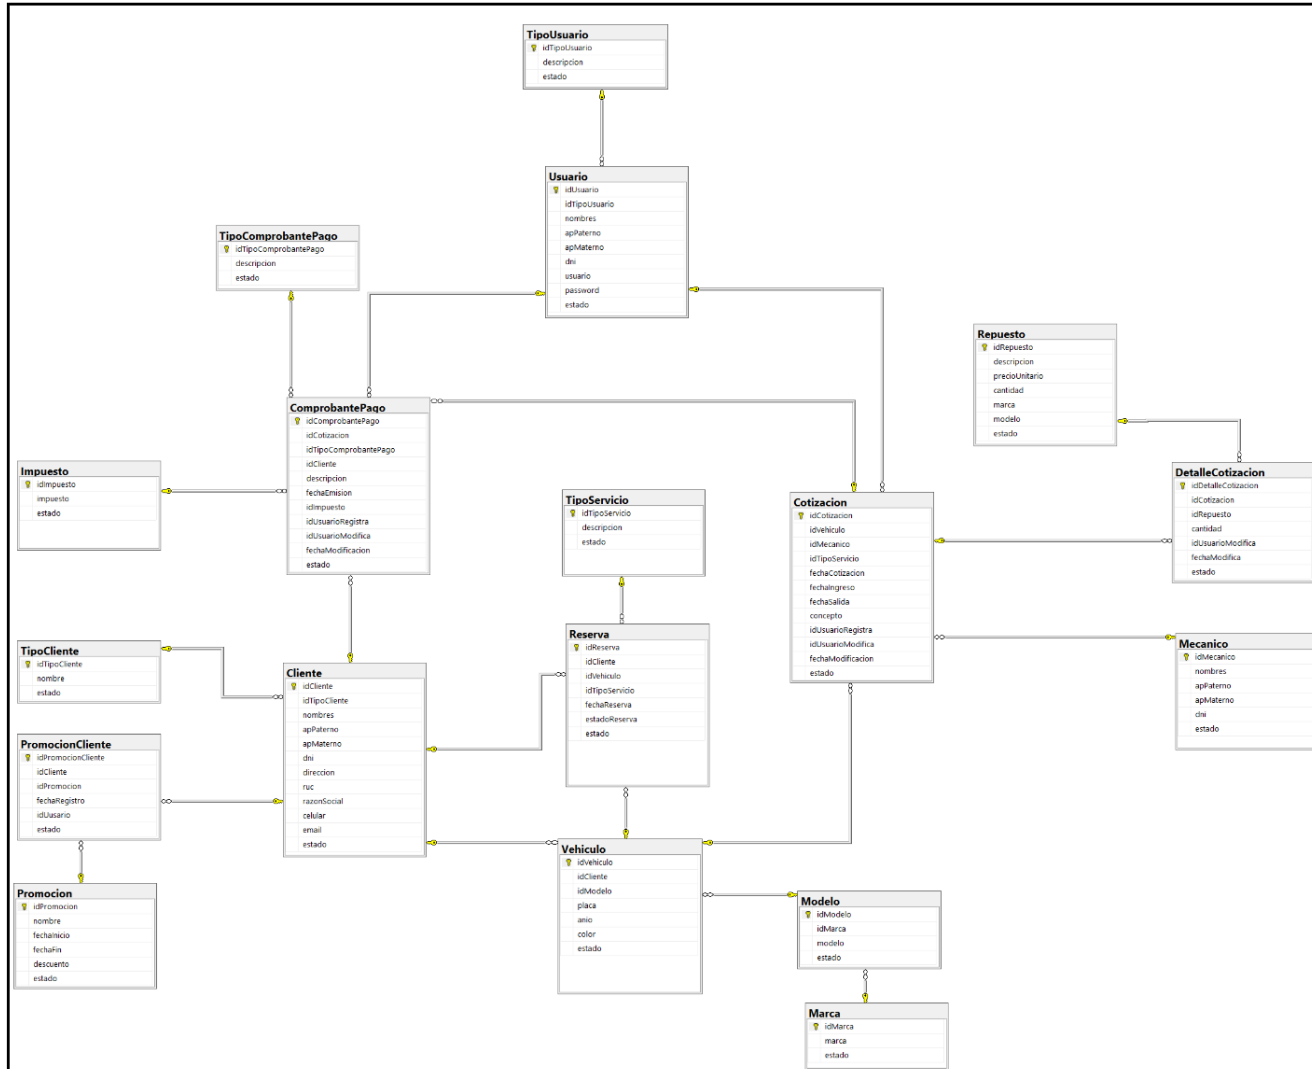 TipoUsuario
idTipoUsuario
descripcion
estado
Usuario
idUsuario
idTipoUsuario
nombres
apPaterno
apMaterno
dni
usuario
password
estado
TipoComprobantePago
idTipoComprobantePago
descripcion
estado
Repuesto
idRepuesto
descripcion
precioUnitario
cantidad
marca
modelo
estado
ComprobantePago
idComprobantePago
idCotizacion
idTipoComprobantePago
idCliente
descripcion
fechaEmision
idImpuesto
idUsuarioRegistra
idUsuarioModifica
fechaModificacion
estado
Impuesto
idImpuesto
impuesto
estado
TipoServicio
idTipoServicio
descripcion
estado
Cotizacion
idCotizacion
idVehiculo
idMecanico
idTipoServicio
fechaCotizacion
fechaIngreso
fechaSalida
concepto
idUsuarioRegistra
idUsuarioModifica
fechaModificacion
estado
DetalleCotizacion
idDetalleCotizacion
idCotizacion
idRepuesto
cantidad
idUsuarioModifica
fechaModifica
estado
Mecanico
idMecanico
nombres
apPaterno
apMaterno
dni
estado
Reserva
idReserva
idCliente
idVehiculo
idTipoServicio
fechaReserva
estadoReserva
estado
TipoCliente
idTipoCliente
nombre
estado
Cliente
idCliente
idTipoCliente
nombres
apPaterno
apMaterno
dni
direccion
ruc
razonSocial
celular
email
estado
PromocionCliente
idPromocionCliente
idCliente
idPromocion
fechaRegistro
idUusario
estado
Promocion
idPromocion
nombre
fechaInicio
fechaFin
descuento
estado
Vehiculo
idVehiculo
idCliente
idModelo
placa
anio
color
estado
Modelo
idModelo
idMarca
modelo
estado
Marca
idMarca
marca
estado